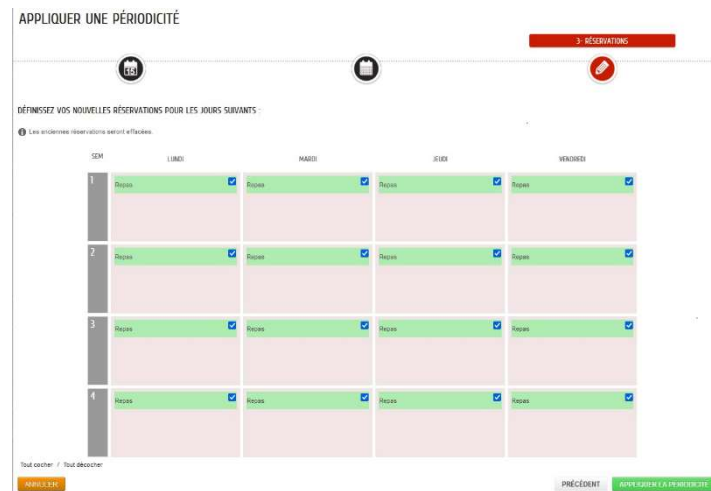 APPLIQUER UNE PÉRIODICITÉ
3- RÉSERVATIONS
15
DÉFINISSEZ VOS NOUVELLES RÉSERVATIONS POUR LES JOURS SUIVANTS :
Les anciennes réservations seront effacées.
SEM LUNDI MARDI JEUDI VENDREDI
1 Repas Repas Repas Repas
2 Repas Repas Repas Repas
3 Repas Repas Repas Repas
4 Repas Repas Repas Repas
Tout cocher / Tout décocher
ANNULER PRÉCÉDENT APPLIQUER LA PÉRIODICITÉ